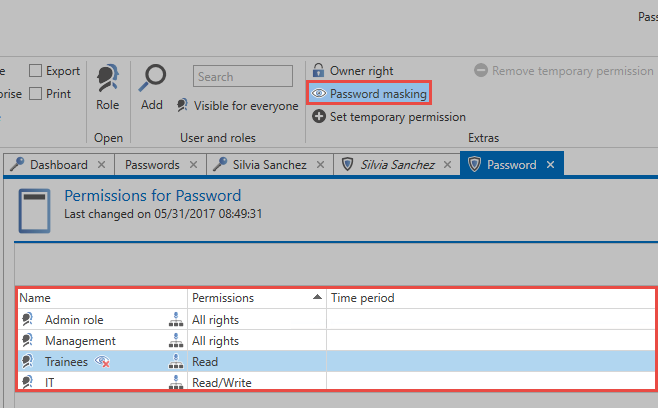 Passw
e
Export
orise
Print
Role
Open
Add
Search
Visible for everyone
User and roles
Owner right
Password masking
Set temporary permission
Remove temporary permission
Extras
Dashboard
Passwords
Silvia Sanchez
Silvia Sanchez
Password
Permissions for Password
Last changed on 05/31/2017 08:49:31
Name Permissions Time period
Admin role All rights
Management All rights
Trainees Read
IT Read/Write